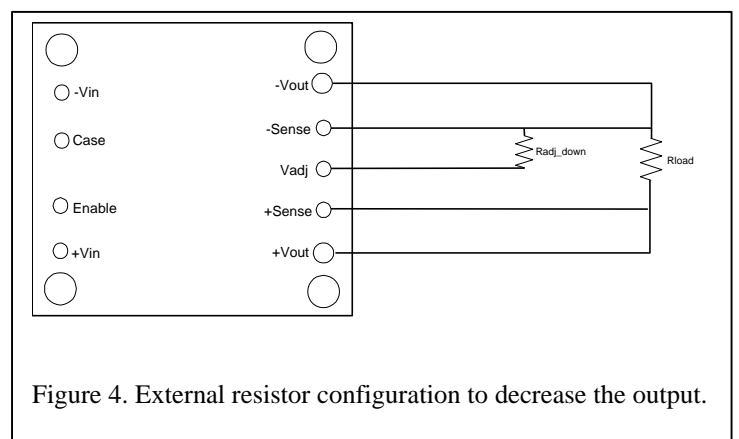 -Vin
-Vout
Case
-Sense
Radj_down
Rload
Vadj
Enable
+Sense
+Vin
+Vout
Figure 4. External resistor configuration to decrease the output.